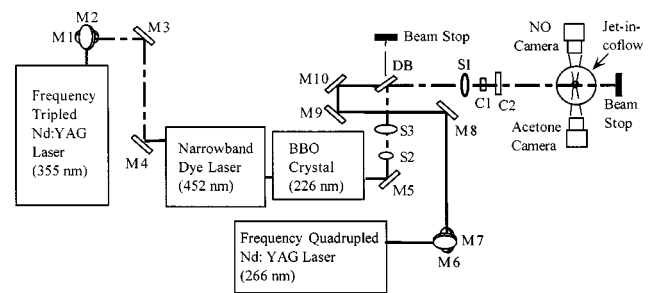 M2
M1
M3
Frequency
Tripled
Nd:YAG
Laser
(355 nm)
M4
Narrowband
Dye Laser
(452 nm)
BBO
Crystal
(226 nm)
M5
S2
S3
M10
M9
DB
Beam Stop
M8
S1
C1
C2
NO
Camera
Jet-in-
coflow
Acetone
Camera
Beam
Stop
Frequency Quadrupled
Nd: YAG Laser
(266 nm)
M7
M6